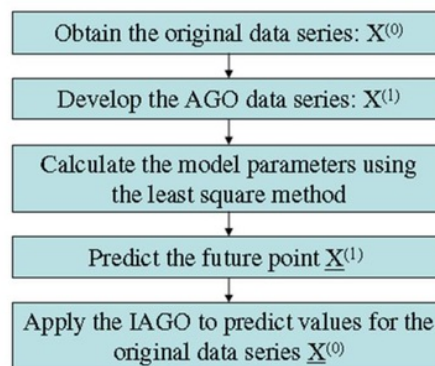 Obtain the original data series: X⁽⁰⁾
Develop the AGO data series: X⁽¹⁾
Calculate the model parameters using
the least square method
Predict the future point X⁽¹⁾
Apply the IAGO to predict values for the
original data series X⁽⁰⁾